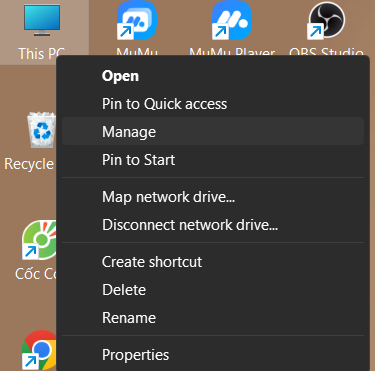 This PC
MuMu
MuMu Player
OBS Studio
Open
Pin to Quick access
Manage
Pin to Start
Recycle
Map network drive...
Disconnect network drive...
Cốc
Create shortcut
Delete
Rename
Properties